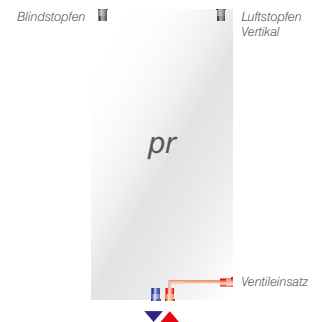 Blindstopfen
Luftstopfen
Vertikal
pr
Ventileinsatz